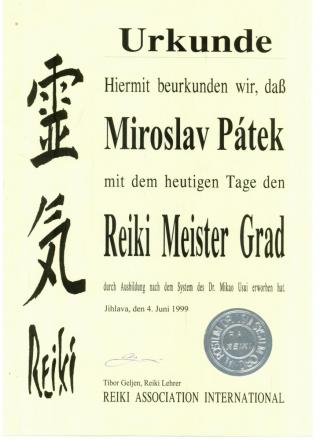 Urkunde
Hiermit beurkunden wir, daß
Miroslav Pátek
mit dem heutigen Tage den
Reiki Meister Grad
durch Ausbildung nach dem System des Dr. Mikao Usui erworben hat.
Jihlava, den 4. Juni 1999
Tibor Geljen, Reiki Lehrer
REIKI ASSOCIATION INTERNATIONAL
靈
気
Reiki
R.A.I.
REIKI